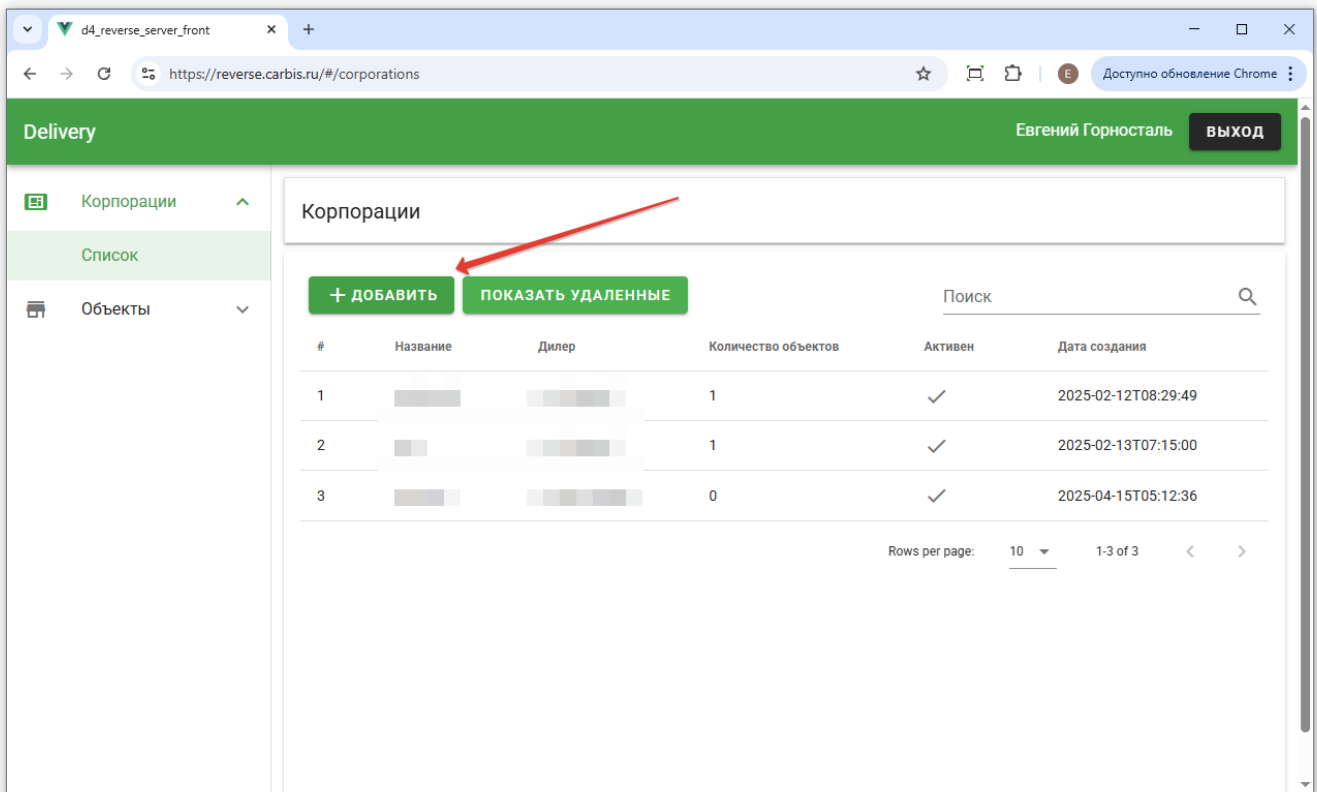 d4_reverse_server_front
https://reverse.carbis.ru/#/corporations
E
Доступно обновление Chrome
Delivery
Евгений Горносталь
ВЫХОД
Корпорации
Список
Объекты
Корпорации
ДОБАВИТЬ
ПОКАЗАТЬ УДАЛЕННЫЕ
Поиск
# Название Дилер Количество объектов Активен Дата создания
1 1 2025-02-12T08:29:49
2 1 2025-02-13T07:15:00
3 0 2025-04-15T05:12:36
Rows per page: 10 1-3 of 3